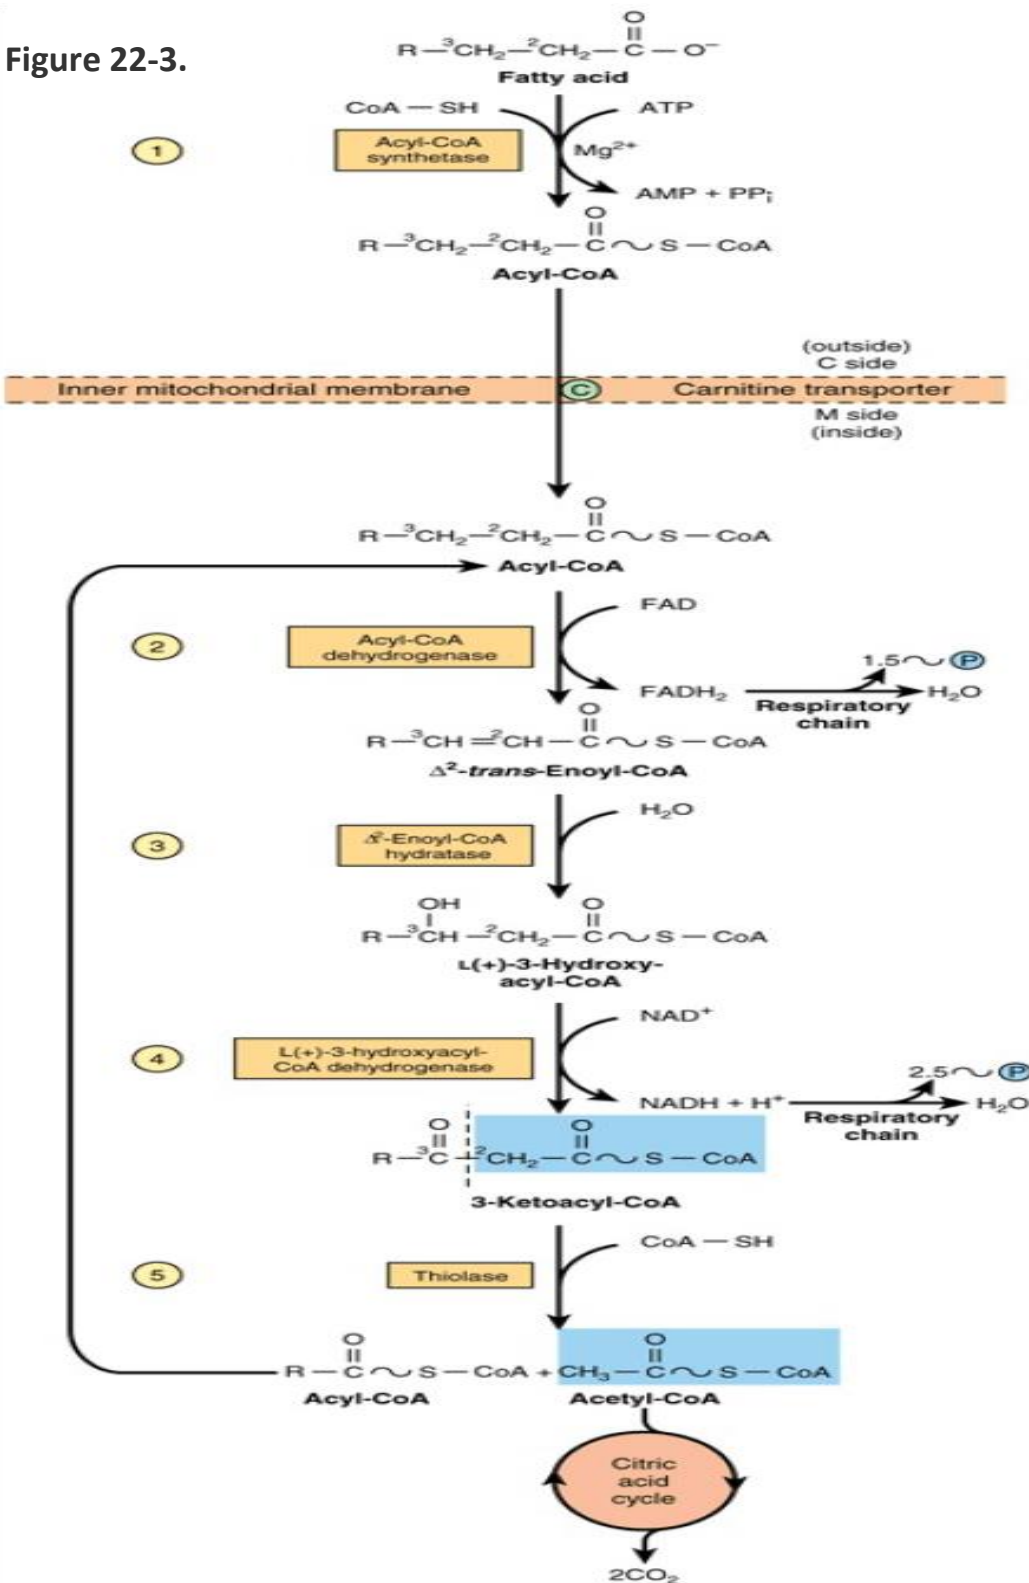 Figure 22-3.
O
R—³CH₂—²CH₂—C—O⁻
Fatty acid
CoA—SH
ATP
1
Acyl-CoA
synthetase
Mg²⁺
AMP + PPᵢ
O
R—³CH₂—²CH₂—C~S—CoA
Acyl-CoA
(outside)
C side
Inner mitochondrial membrane
C
Carnitine transporter
M side
(inside)
O
R—³CH₂—²CH₂—C~S—CoA
Acyl-CoA
FAD
2
Acyl-CoA
dehydrogenase
1.5~P
FADH₂
H₂O
Respiratory
chain
O
R—³CH=²CH—C~S—CoA
Δ²-trans-Enoyl-CoA
H₂O
3
Δ²-Enoyl-CoA
hydratase
OH
O
R—³CH—²CH₂—C~S—CoA
L(+)-3-Hydroxy-
acyl-CoA
NAD⁺
4
L(+)-3-hydroxyacyl-
CoA dehydrogenase
2.5~P
NADH + H⁺
H₂O
Respiratory
chain
O
O
R—³C—²CH₂—C~S—CoA
3-Ketoacyl-CoA
CoA—SH
5
Thiolase
O
O
R—C~S—CoA + CH₃—C~S—CoA
Acyl-CoA
Acetyl-CoA
Citric
acid
cycle
2CO₂